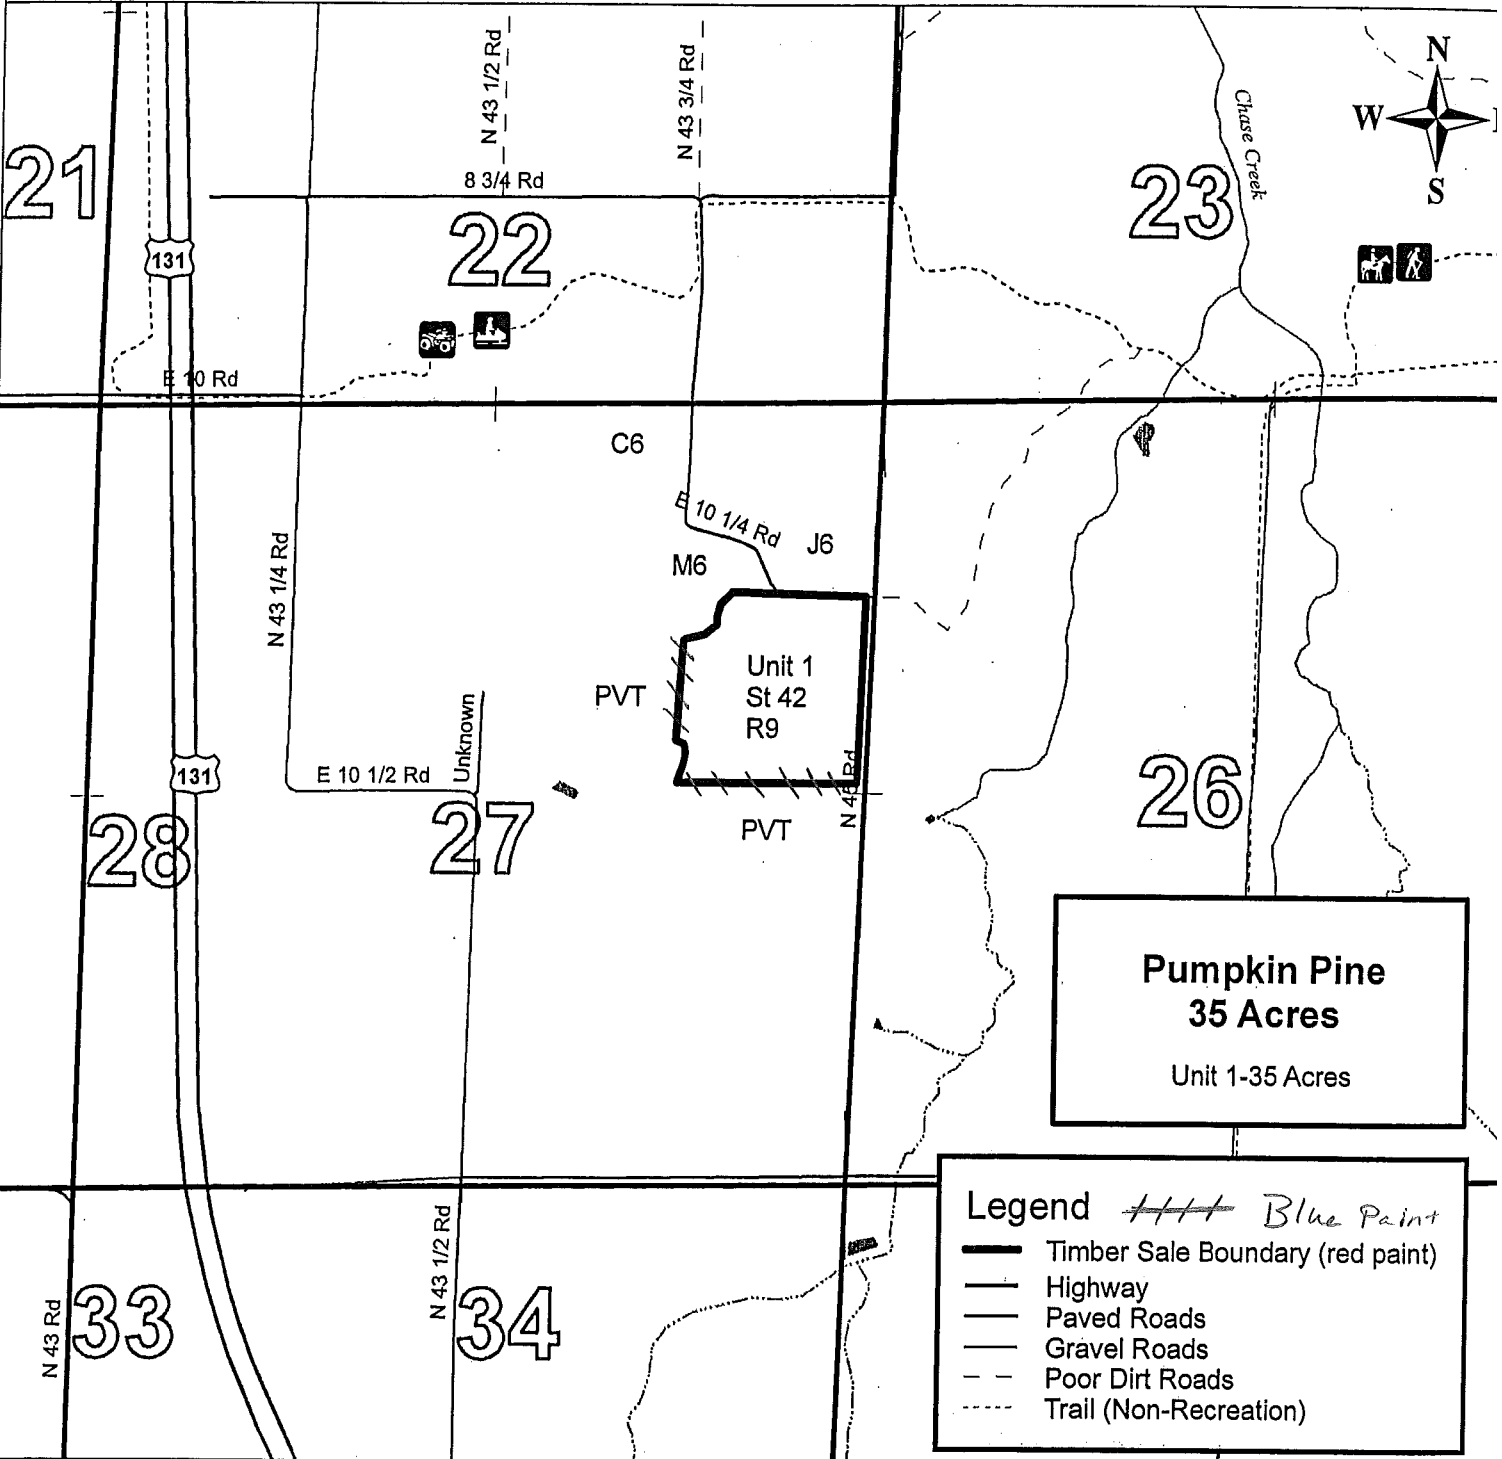 N
W
S
N 43 1/2 Rd
N 43 3/4 Rd
Chase Creek
21
8 3/4 Rd
22
23
131
E 10 Rd
C6
E 10 1/4 Rd
J6
M6
N 43 1/4 Rd
Unit 1
St 42
R9
PVT
Unknown
131
E 10 1/2 Rd
N 45 Rd
28
27
PVT
26
Pumpkin Pine
35 Acres
Unit 1-35 Acres
N 43 Rd
33
N 43 1/2 Rd
34
Legend Blue Paint
Timber Sale Boundary (red paint)
Highway
Paved Roads
Gravel Roads
Poor Dirt Roads
Trail (Non-Recreation)